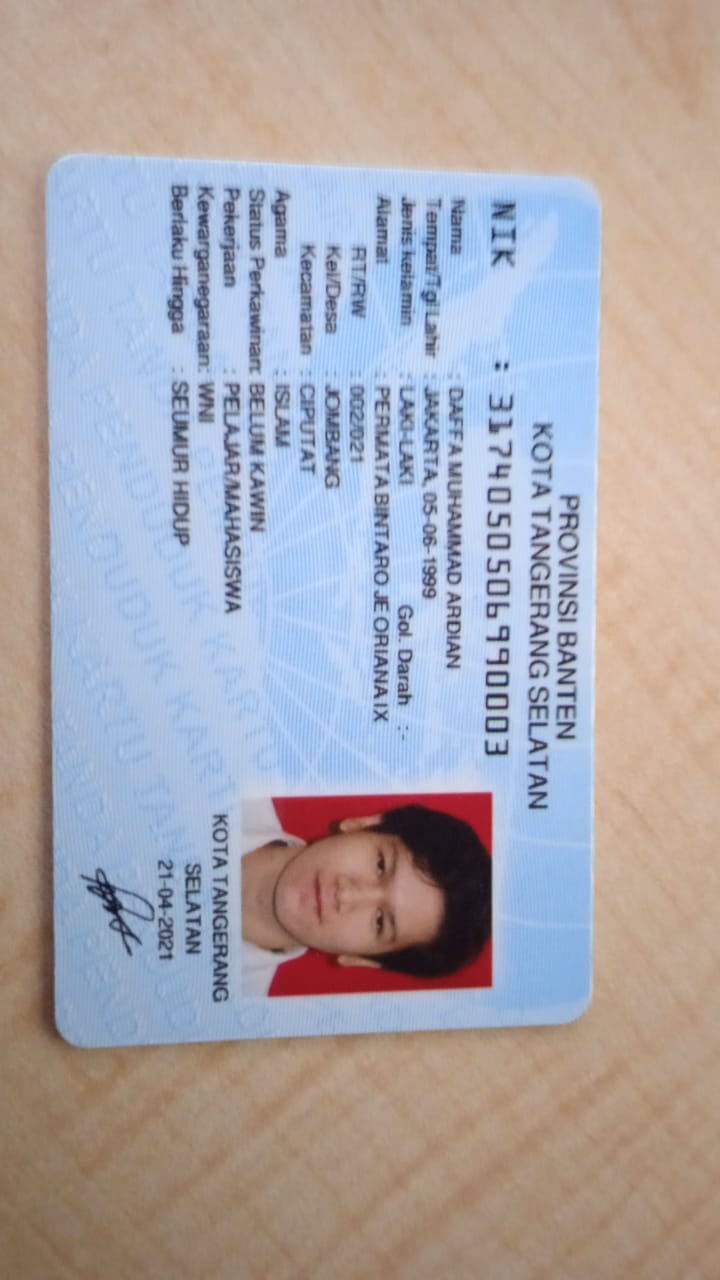 PROVINSI BANTEN
KOTA TANGERANG SELATAN
NIK : 3174050506990003
Nama : DAFFA MUHAMMAD ARDIAN
Tempat/Tgl Lahir : JAKARTA, 05-06-1999
Jenis kelamin : LAKI-LAKI Gol. Darah :-
Alamat : PERMATA BINTARO JE ORIANA IX
RT/RW : 002/021
Kel/Desa : JOMBANG
Kecamatan : CIPUTAT
Agama : ISLAM
Status Perkawinan: BELUM KAWIN
Pekerjaan : PELAJAR/MAHASISWA
Kewarganegaraan: WNI
Berlaku Hingga : SEUMUR HIDUP
KOTA TANGERANG
SELATAN
21-04-2021